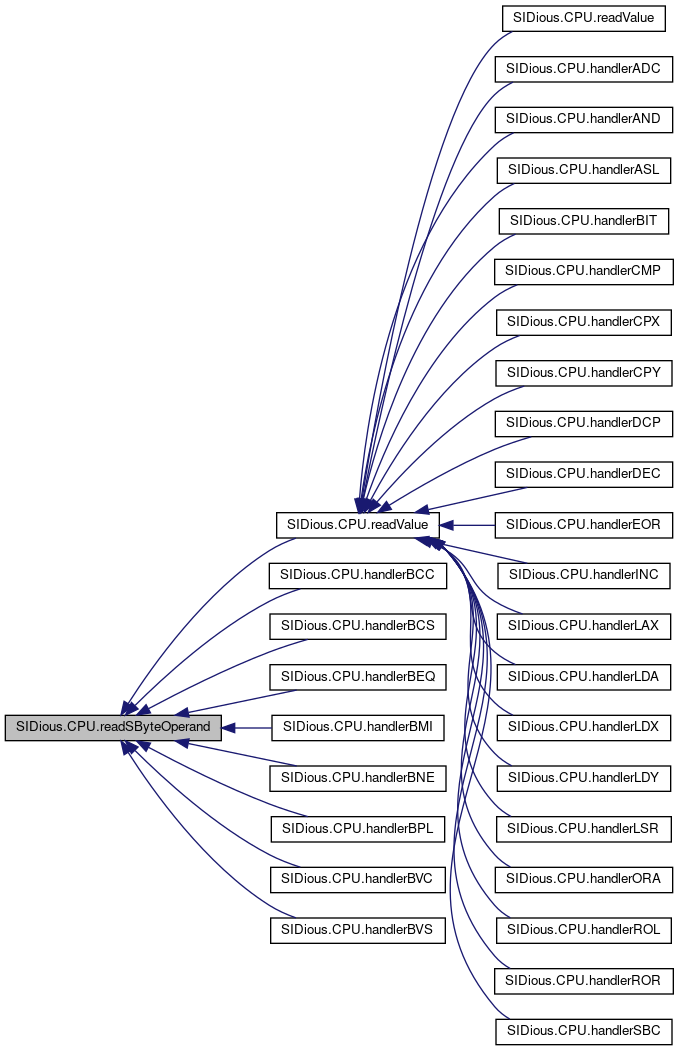 SIDious.CPU.readValue
SIDious.CPU.handlerADC
SIDious.CPU.handlerAND
SIDious.CPU.handlerASL
SIDious.CPU.handlerBIT
SIDious.CPU.handlerCMP
SIDious.CPU.handlerCPX
SIDious.CPU.handlerCPY
SIDious.CPU.handlerDCP
SIDious.CPU.handlerDEC
SIDious.CPU.readValue
SIDious.CPU.handlerEOR
SIDious.CPU.handlerBCC
SIDious.CPU.handlerINC
SIDious.CPU.handlerBCS
SIDious.CPU.handlerLAX
SIDious.CPU.handlerBEQ
SIDious.CPU.handlerLDA
SIDious.CPU.readSByteOperand
SIDious.CPU.handlerBMI
SIDious.CPU.handlerLDX
SIDious.CPU.handlerBNE
SIDious.CPU.handlerLDY
SIDious.CPU.handlerBPL
SIDious.CPU.handlerLSR
SIDious.CPU.handlerBVC
SIDious.CPU.handlerORA
SIDious.CPU.handlerBVS
SIDious.CPU.handlerROL
SIDious.CPU.handlerROR
SIDious.CPU.handlerSBC